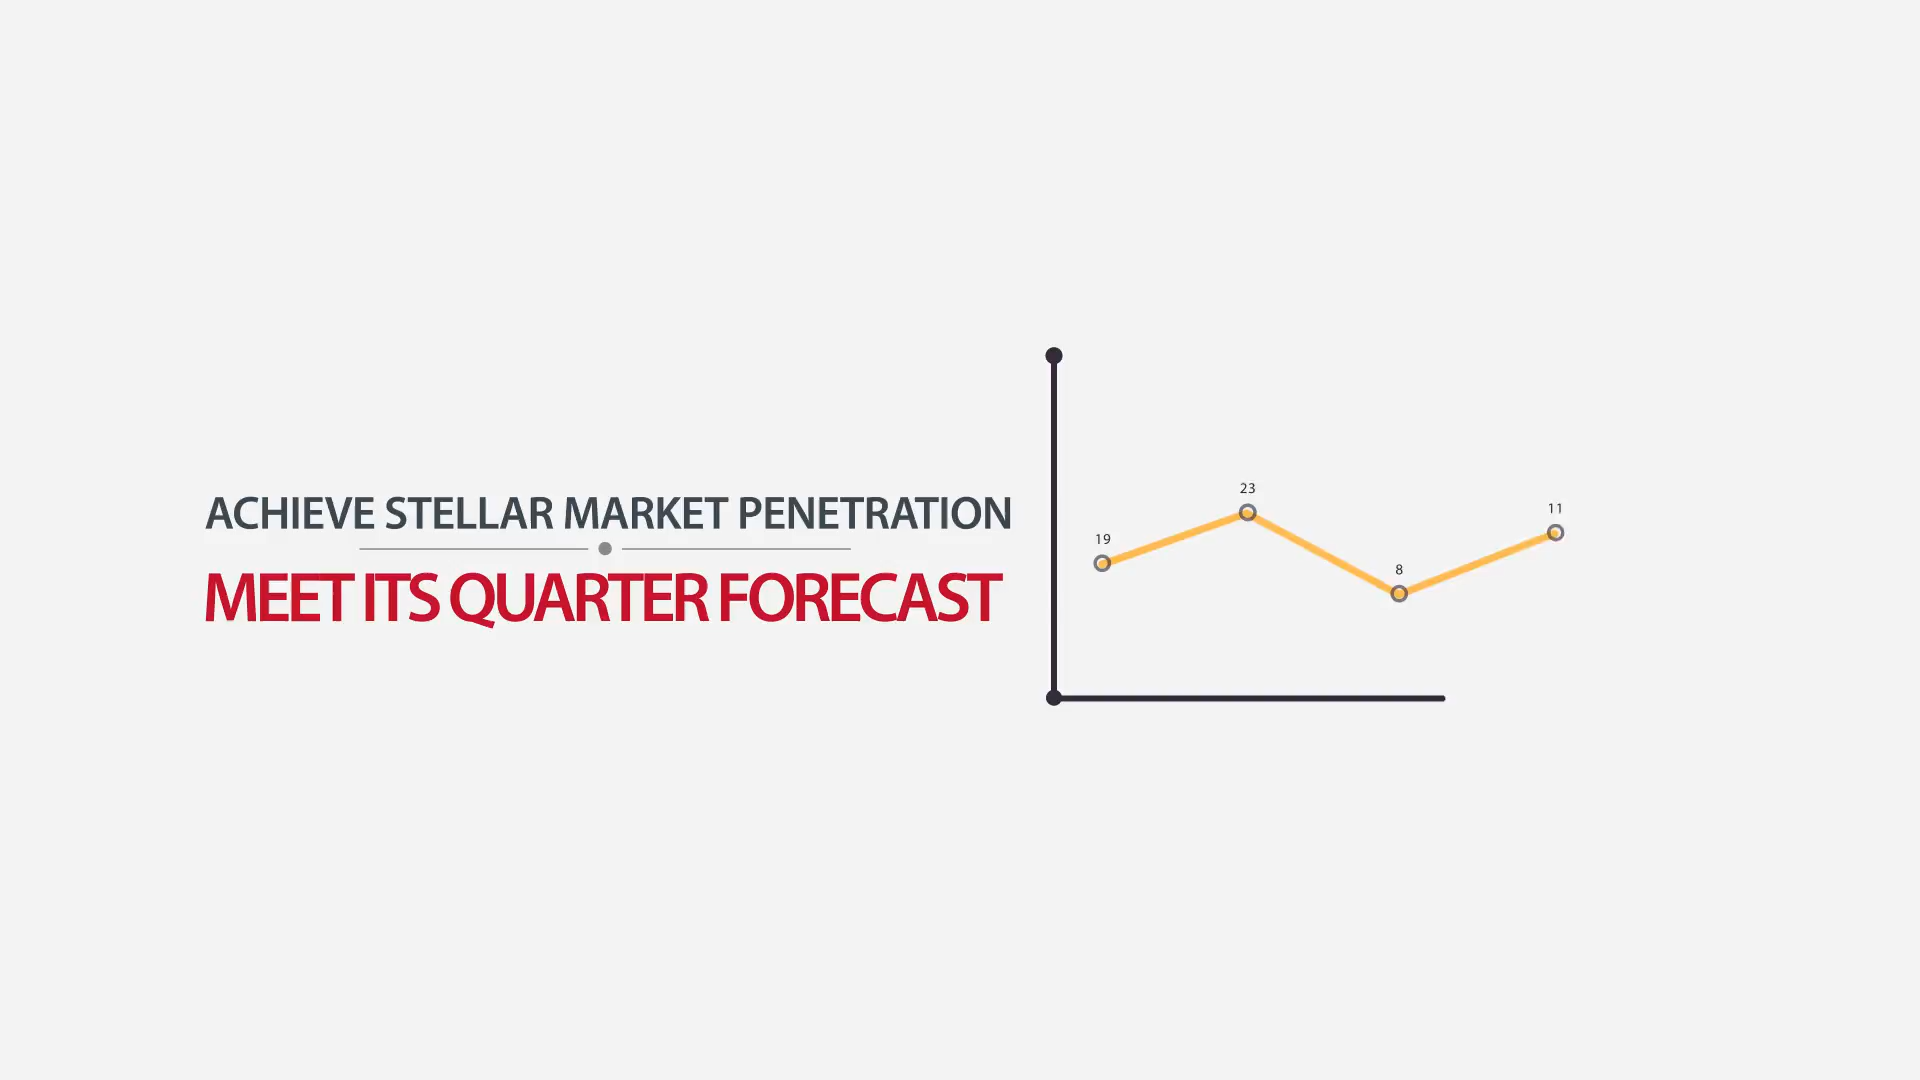 ACHIEVE STELLAR MARKET PENETRATION
MEET ITS QUARTER FORECAST
19
23
8
11